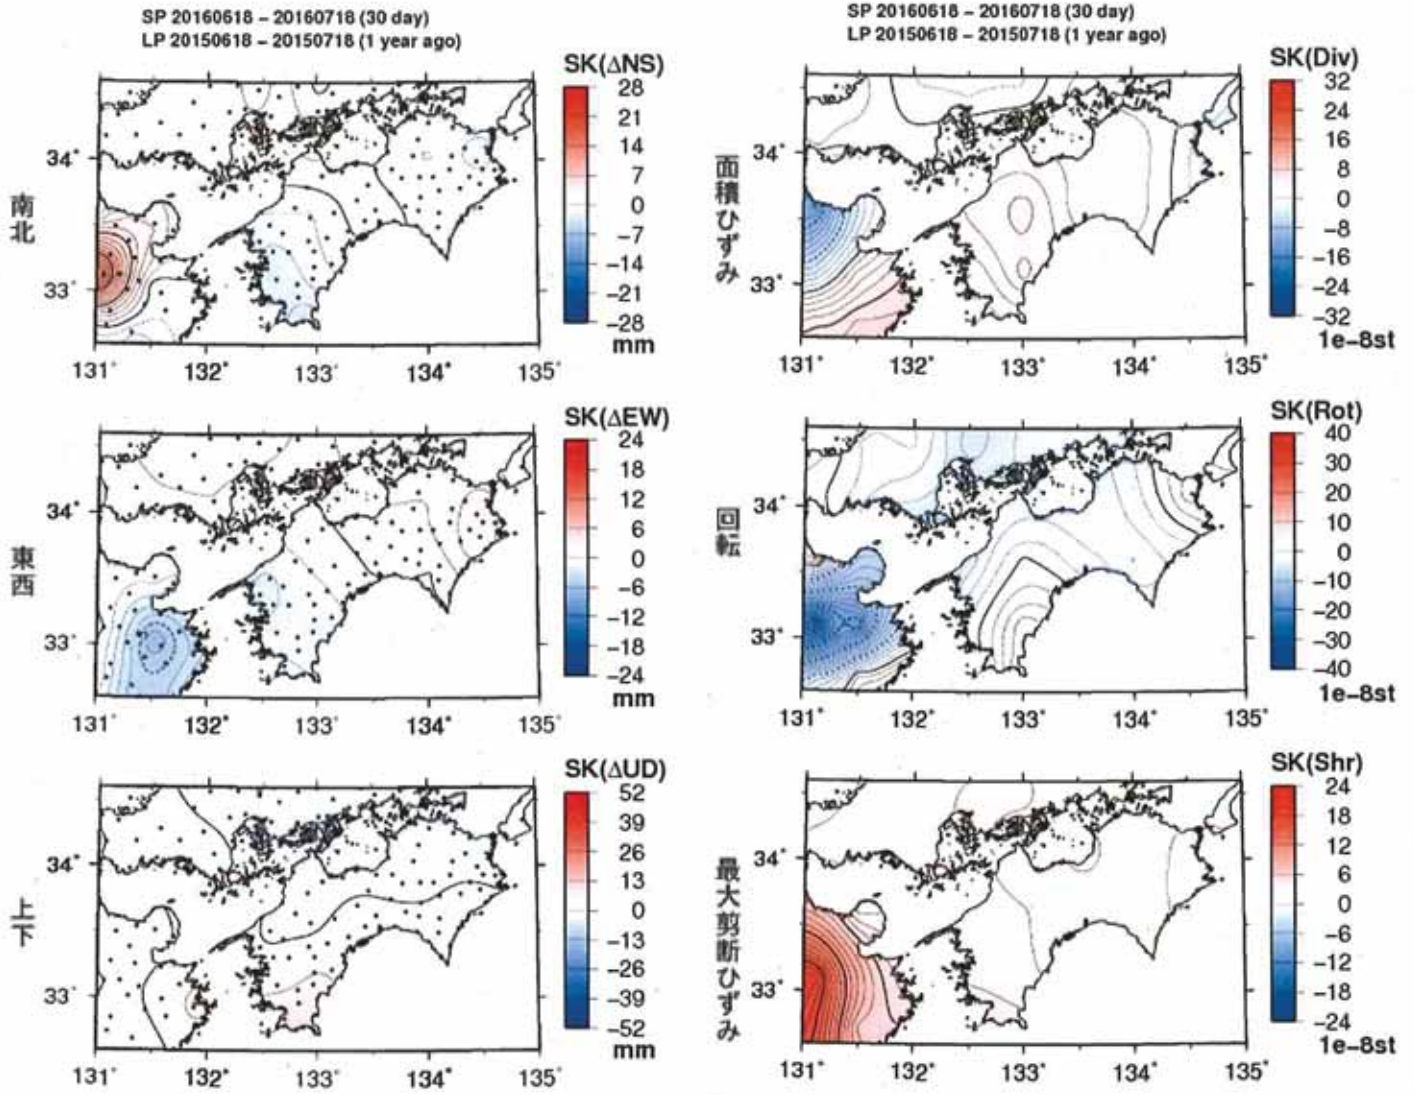 SP 20160618 – 20160718 (30 day)
LP 20150618 – 20150718 (1 year ago)
SK(ΔNS)
28
21
14
7
0
−7
−14
−21
−28
mm
南北
34˚
33˚
131˚ 132˚ 133˚ 134˚ 135˚
SK(ΔEW)
24
18
12
6
0
−6
−12
−18
−24
mm
東西
34˚
33˚
131˚ 132˚ 133˚ 134˚ 135˚
SK(ΔUD)
52
39
26
13
0
−13
−26
−39
−52
mm
上下
34˚
33˚
131˚ 132˚ 133˚ 134˚ 135˚
SP 20160618 – 20160718 (30 day)
LP 20150618 – 20150718 (1 year ago)
SK(Div)
32
24
16
8
0
−8
−16
−24
−32
1e−8st
面積ひずみ
34˚
33˚
131˚ 132˚ 133˚ 134˚ 135˚
SK(Rot)
40
30
20
10
0
−10
−20
−30
−40
1e−8st
回転
34˚
33˚
131˚ 132˚ 133˚ 134˚ 135˚
SK(Shr)
24
18
12
6
0
−6
−12
−18
−24
1e−8st
最大剪断ひずみ
34˚
33˚
131˚ 132˚ 133˚ 134˚ 135˚